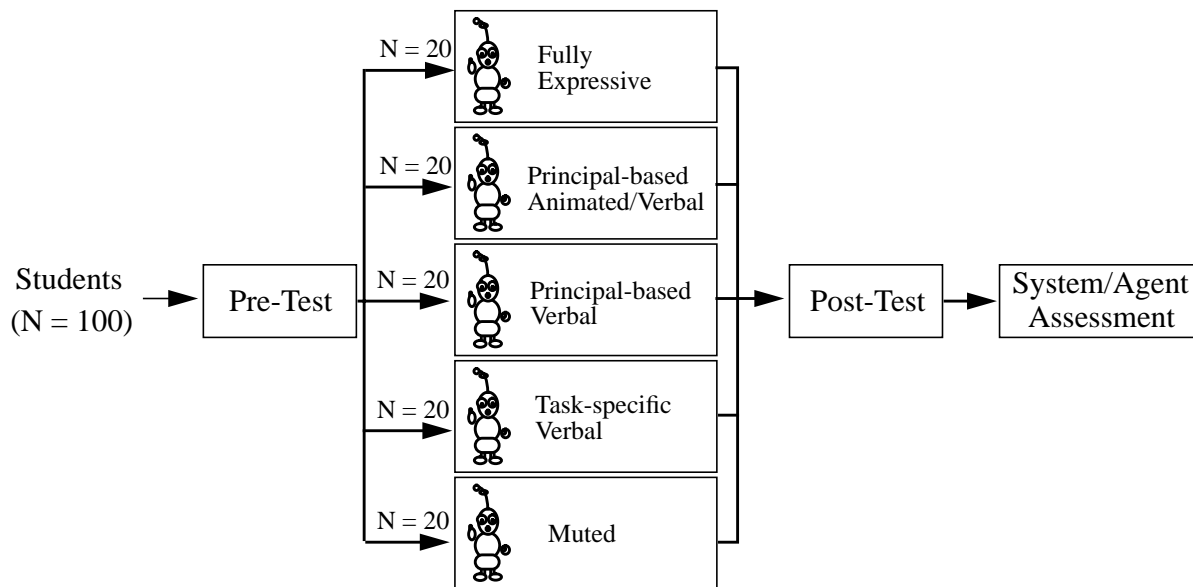 N = 20
Fully
Expressive
N = 20
Principal-based
Animated/Verbal
Students
(N = 100)
Pre-Test
N = 20
Principal-based
Verbal
Post-Test
System/Agent
Assessment
N = 20
Task-specific
Verbal
N = 20
Muted